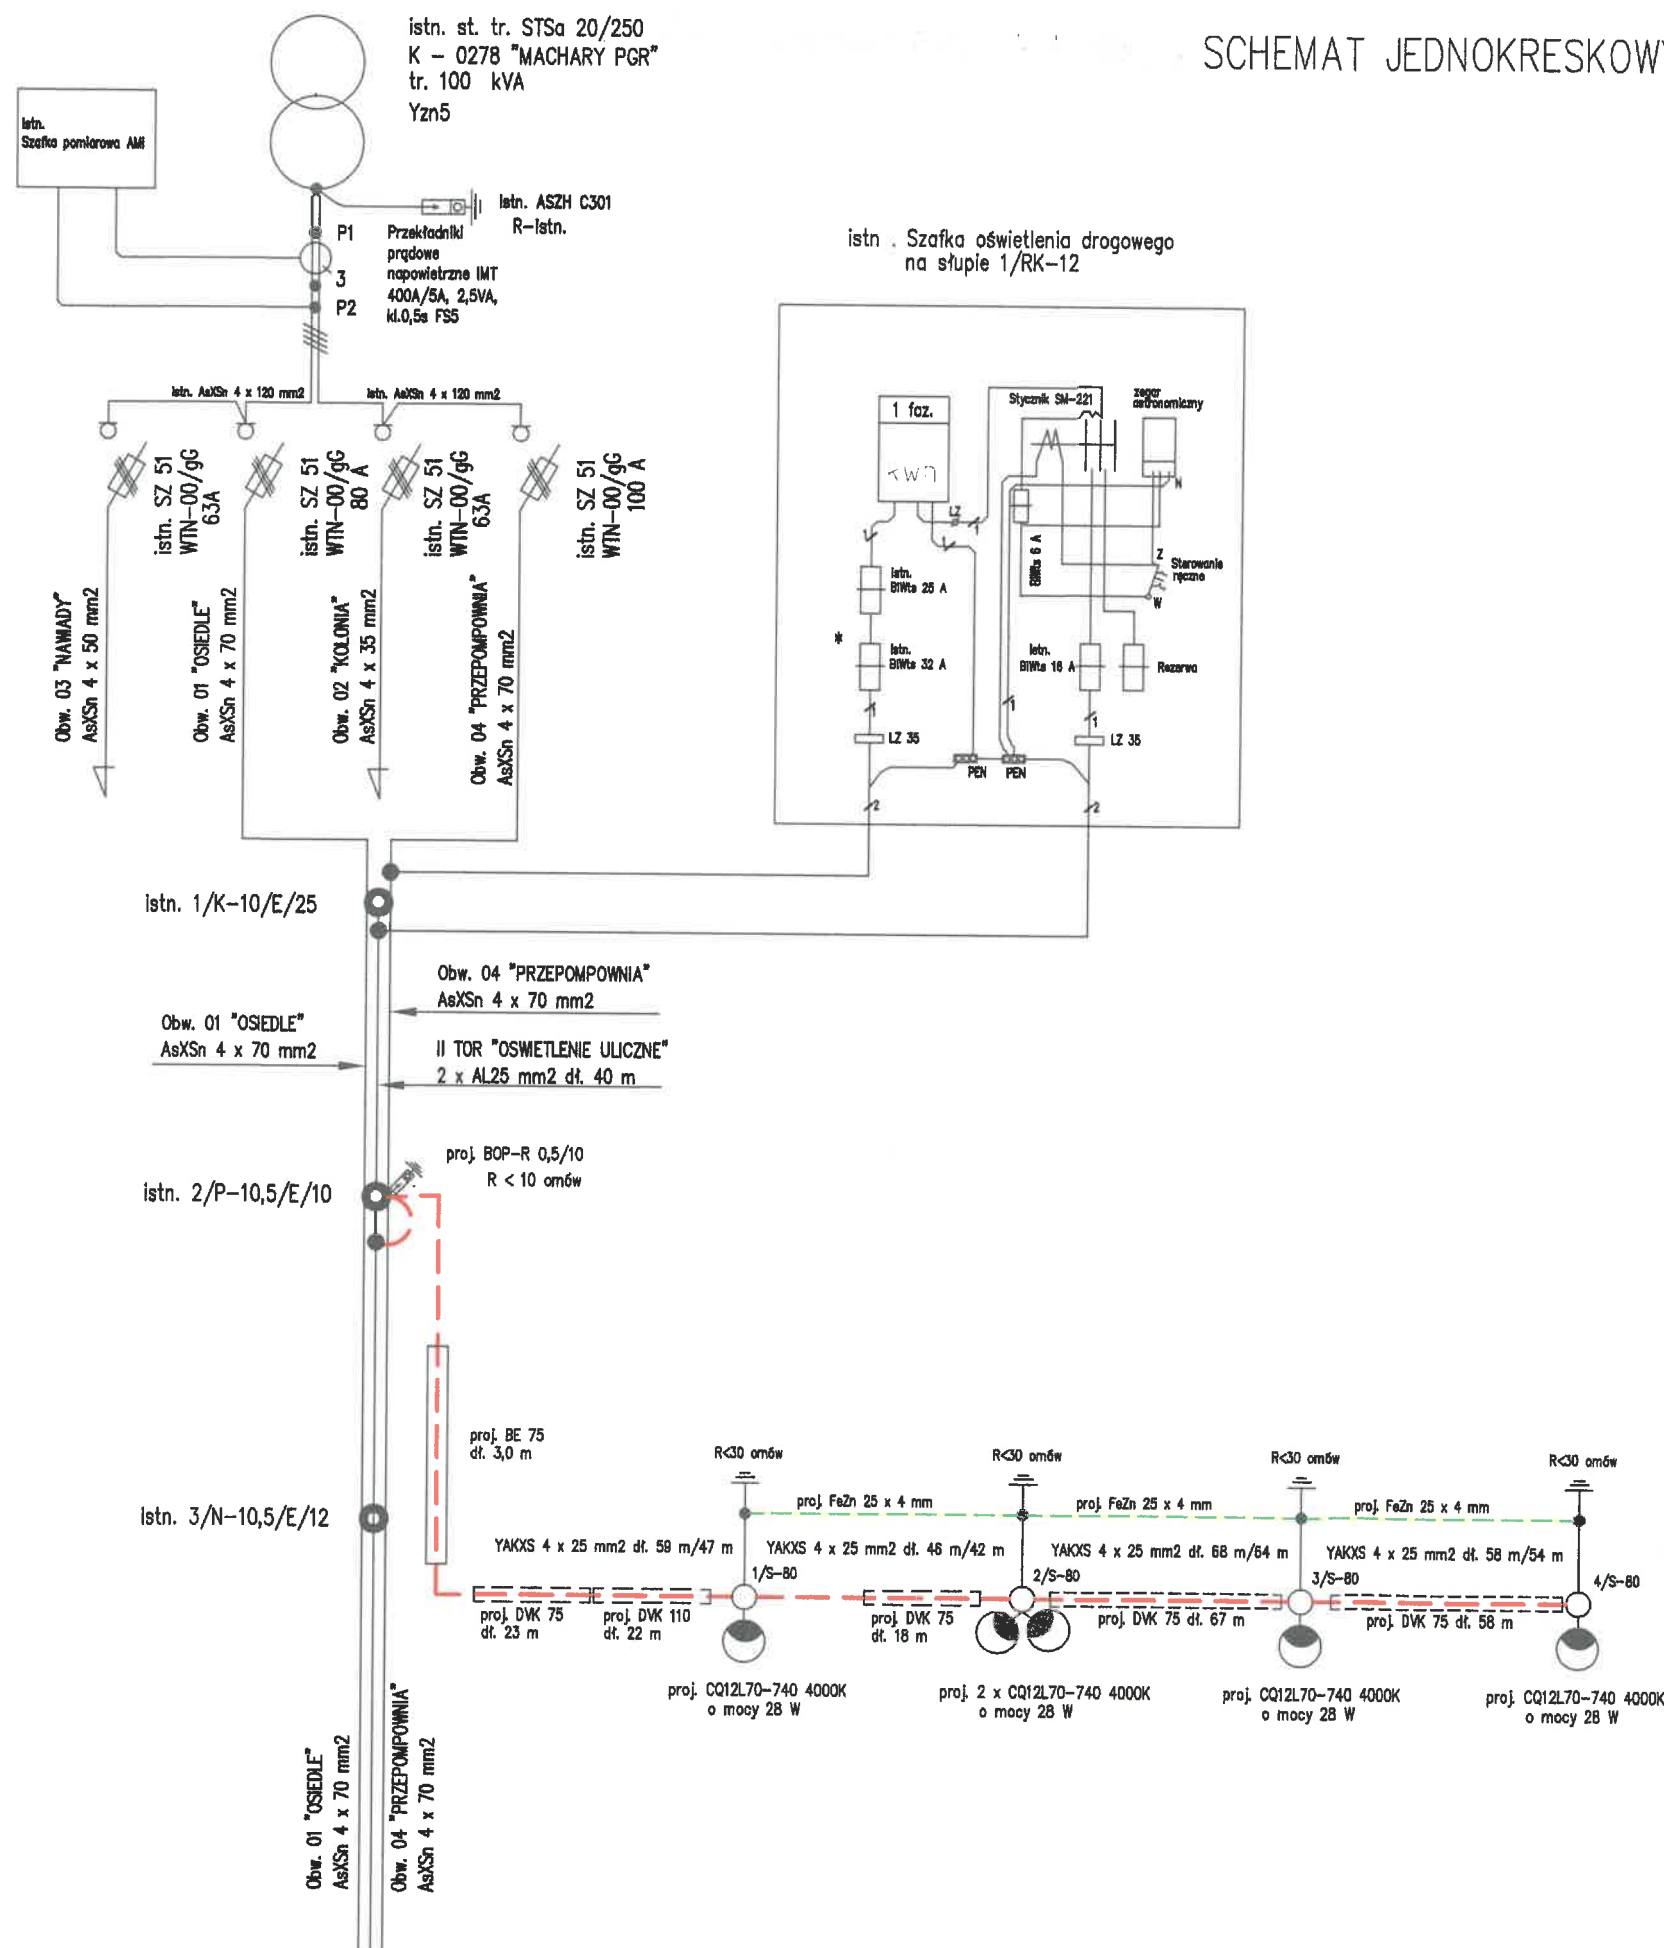 istn. st. tr. STSa 20/250
K - 0278 "MACHARY PGR"
tr. 100 kVA
Yzn5
SCHEMAT JEDNOKRESKOWY
Istn.
Szafka pomiarowa AMI
Istn. ASZH C301
R-istn.
P1
3
P2
Przekładniki
prądowe
napowietrzne IMT
400A/5A, 2,5VA,
kl.0,5s FS5
istn . Szafka oświetlenia drogowego
na słupie 1/RK-12
istn. AsXSn 4 x 120 mm2
istn. AsXSn 4 x 120 mm2
istn. SZ 51
WTN-00/gG
63A
istn. SZ 51
WTN-00/gG
80 A
istn. SZ 51
WTN-00/gG
63A
istn. SZ 51
WTN-00/gG
100 A
Obw. 03 "NAWIADY"
AsXSn 4 x 50 mm2
Obw. 01 "OSIEDLE"
AsXSn 4 x 70 mm2
Obw. 02 "KOLONIA"
AsXSn 4 x 35 mm2
Obw. 04 "PRZEPOMPOWNIA"
AsXSn 4 x 70 mm2
1 faz.
Stycznik SM-221
zegar
astronomiczny
N
LZ
1
1
1
BiWts 6 A
Z
Sterowanie
ręczne
W
istn.
BiWts 25 A
*
istn.
BiWts 32 A
istn.
BiWts 16 A
Rezerwa
1
1
1
LZ 35
LZ 35
PEN
PEN
2
2
istn. 1/K-10/E/25
Obw. 04 "PRZEPOMPOWNIA"
AsXSn 4 x 70 mm2
Obw. 01 "OSIEDLE"
AsXSn 4 x 70 mm2
II TOR "OSWIETLENIE ULICZNE"
2 x AL25 mm2 dł. 40 m
proj. BOP-R 0,5/10
R < 10 omów
istn. 2/P-10,5/E/10
proj. BE 75
dł. 3,0 m
istn. 3/N-10,5/E/12
R<30 omów
R<30 omów
R<30 omów
R<30 omów
proj. FeZn 25 x 4 mm
proj. FeZn 25 x 4 mm
proj. FeZn 25 x 4 mm
YAKXS 4 x 25 mm2 dł. 59 m/47 m
YAKXS 4 x 25 mm2 dł. 46 m/42 m
YAKXS 4 x 25 mm2 dł. 68 m/64 m
YAKXS 4 x 25 mm2 dł. 58 m/54 m
1/S-80
2/S-80
3/S-80
4/S-80
proj. DVK 75
dł. 23 m
proj. DVK 110
dł. 22 m
proj. DVK 75
dł. 18 m
proj. DVK 75 dł. 67 m
proj. DVK 75 dł. 58 m
proj. CQ12L70-740 4000K
o mocy 28 W
proj. 2 x CQ12L70-740 4000K
o mocy 28 W
proj. CQ12L70-740 4000K
o mocy 28 W
proj. CQ12L70-740 4000K
o mocy 28 W
Obw. 01 "OSIEDLE"
AsXSn 4 x 70 mm2
Obw. 04 "PRZEPOMPOWNIA"
AsXSn 4 x 70 mm2